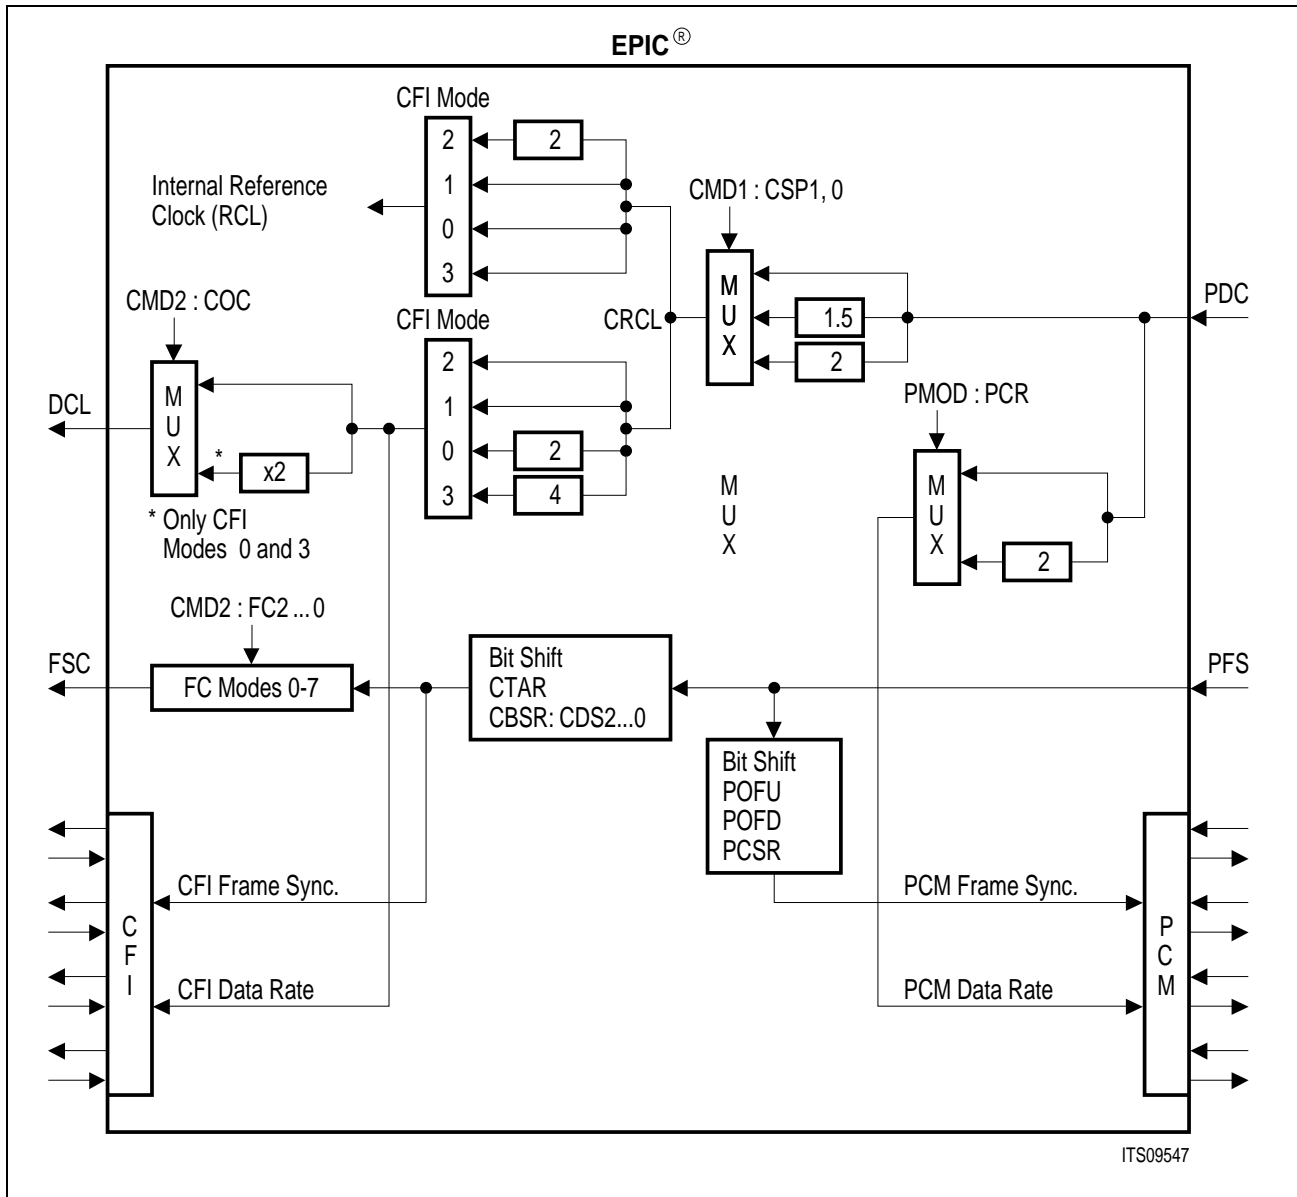 EPIC®
CFI Mode
2
2
1
0
3
Internal Reference
Clock (RCL)
CMD1 : CSP1, 0
M
U
X
1.5
2
PDC
CMD2 : COC
CFI Mode
CRCL
2
1
0
2
3
4
M
U
X
DCL
*
x2
* Only CFI
Modes 0 and 3
PMOD : PCR
M
U
X
2
M
U
X
CMD2 : FC2 ... 0
FSC
FC Modes 0-7
Bit Shift
CTAR
CBSR: CDS2...0
PFS
Bit Shift
POFU
POFD
PCSR
CFI Frame Sync.
PCM Frame Sync.
C
F
I
P
C
M
CFI Data Rate
PCM Data Rate
ITS09547